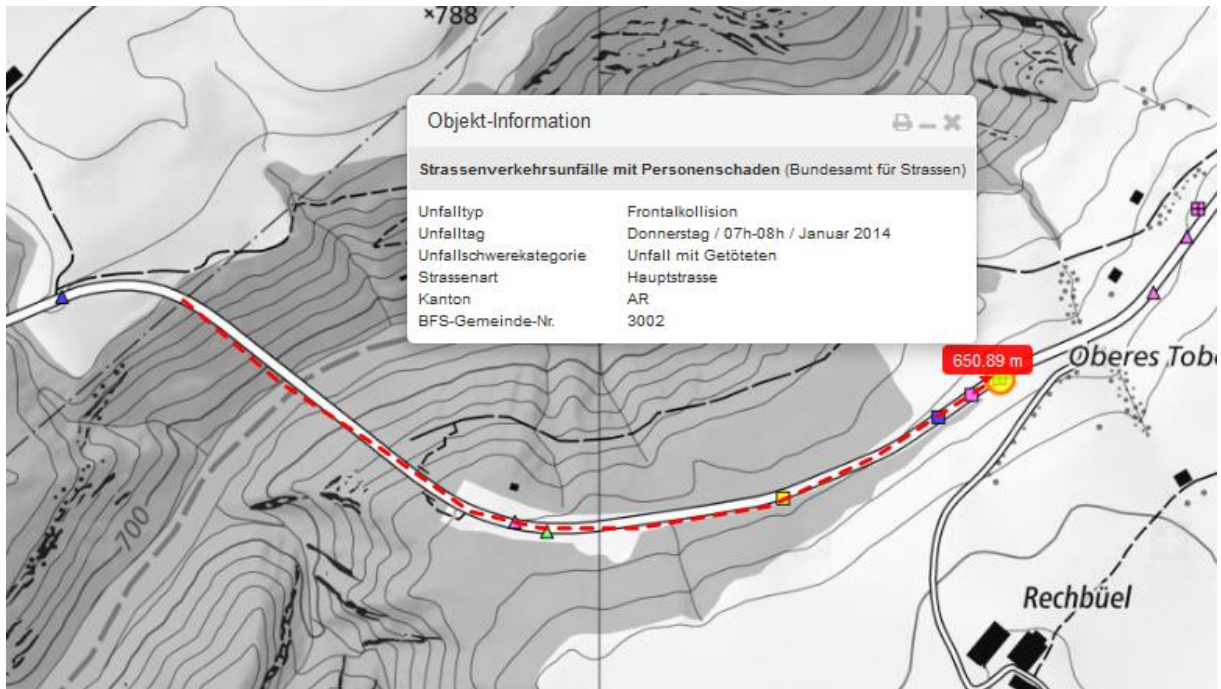 ×788
Objekt-Information
Strassenverkehrsunfälle mit Personenschaden (Bundesamt für Strassen)
Unfalltyp Frontalkollision
Unfalltag Donnerstag / 07h-08h / Januar 2014
Unfallschwerekategorie Unfall mit Getöteten
Strassenart Hauptstrasse
Kanton AR
BFS-Gemeinde-Nr. 3002
650.89 m
Oberes Tobe
700
Rechbüel